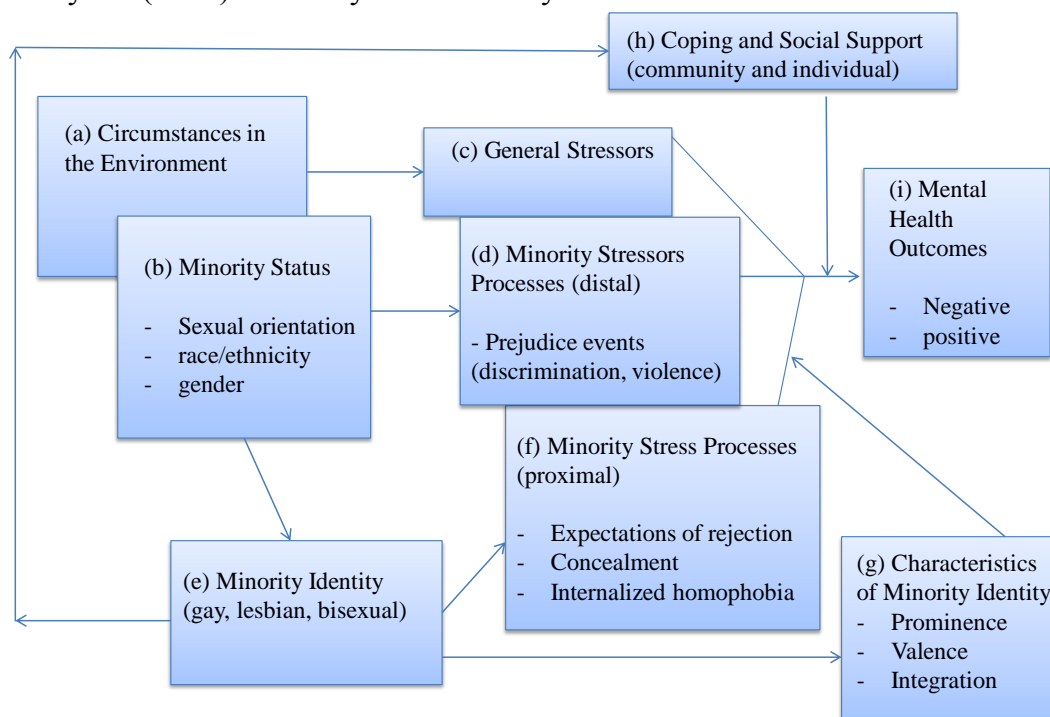 (h) Coping and Social Support
(community and individual)
(a) Circumstances in
the Environment
(c) General Stressors
(i) Mental
Health
Outcomes
- Negative
- positive
(b) Minority Status
- Sexual orientation
- race/ethnicity
- gender
(d) Minority Stressors
Processes (distal)
- Prejudice events
(discrimination, violence)
(f) Minority Stress Processes
(proximal)
- Expectations of rejection
- Concealment
- Internalized homophobia
(e) Minority Identity
(gay, lesbian, bisexual)
(g) Characteristics
of Minority Identity
- Prominence
- Valence
- Integration